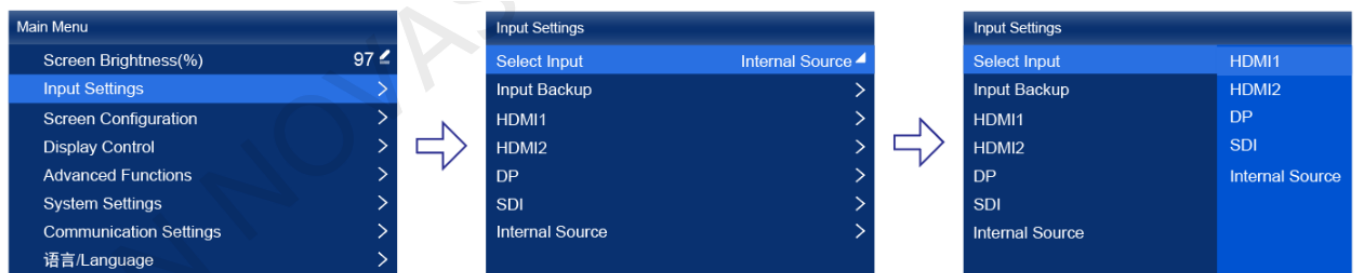 Main Menu
Screen Brightness(%) 97
Input Settings
Screen Configuration
Display Control
Advanced Functions
System Settings
Communication Settings
语言/Language
Input Settings
Select Input Internal Source
Input Backup
HDMI1
HDMI2
DP
SDI
Internal Source
Input Settings
Select Input HDMI1
Input Backup HDMI2
HDMI1 DP
HDMI2 SDI
DP Internal Source
SDI
Internal Source